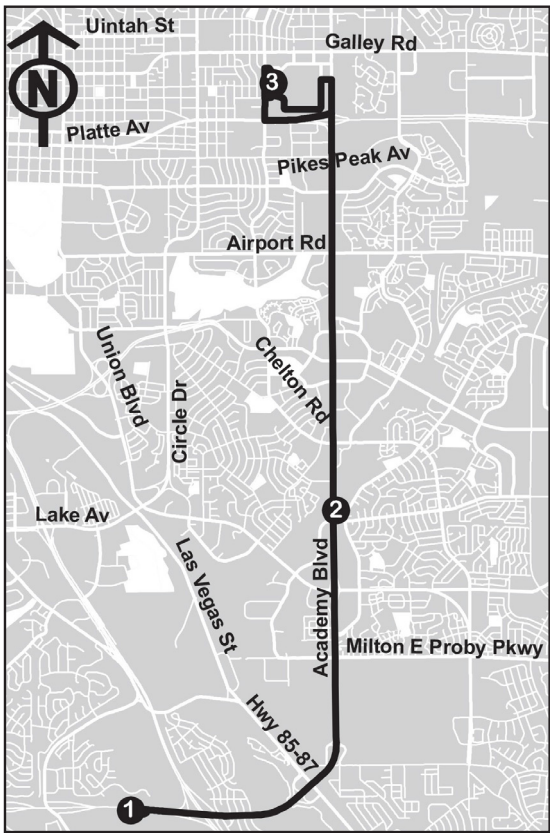 Uintah St
Galley Rd
N
3
Platte Av
Pikes Peak Av
Airport Rd
Union Blvd
Circle Dr
Chelton Rd
Lake Av
2
Las Vegas St
Academy Blvd
Milton E Proby Pkwy
Hwy 85-87
1